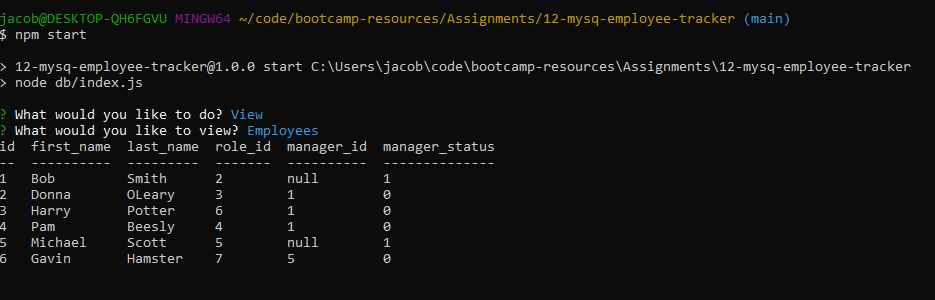 jacob@DESKTOP-QH6FGVU MINGW64 ~/code/bootcamp-resources/Assignments/12-mysq-employee-tracker (main)
$ npm start
> 12-mysq-employee-tracker@1.0.0 start C:\Users\jacob\code\bootcamp-resources\Assignments\12-mysq-employee-tracker
> node db/index.js
? What would you like to do? View
? What would you like to view? Employees
id  first_name  last_name  role_id  manager_id  manager_status
--  ----------  ---------  -------  ----------  --------------
1   Bob         Smith      2        null        1
2   Donna       OLeary     3        1           0
3   Harry       Potter     6        1           0
4   Pam         Beesly     4        1           0
5   Michael     Scott      5        null        1
6   Gavin       Hamster    7        5           0